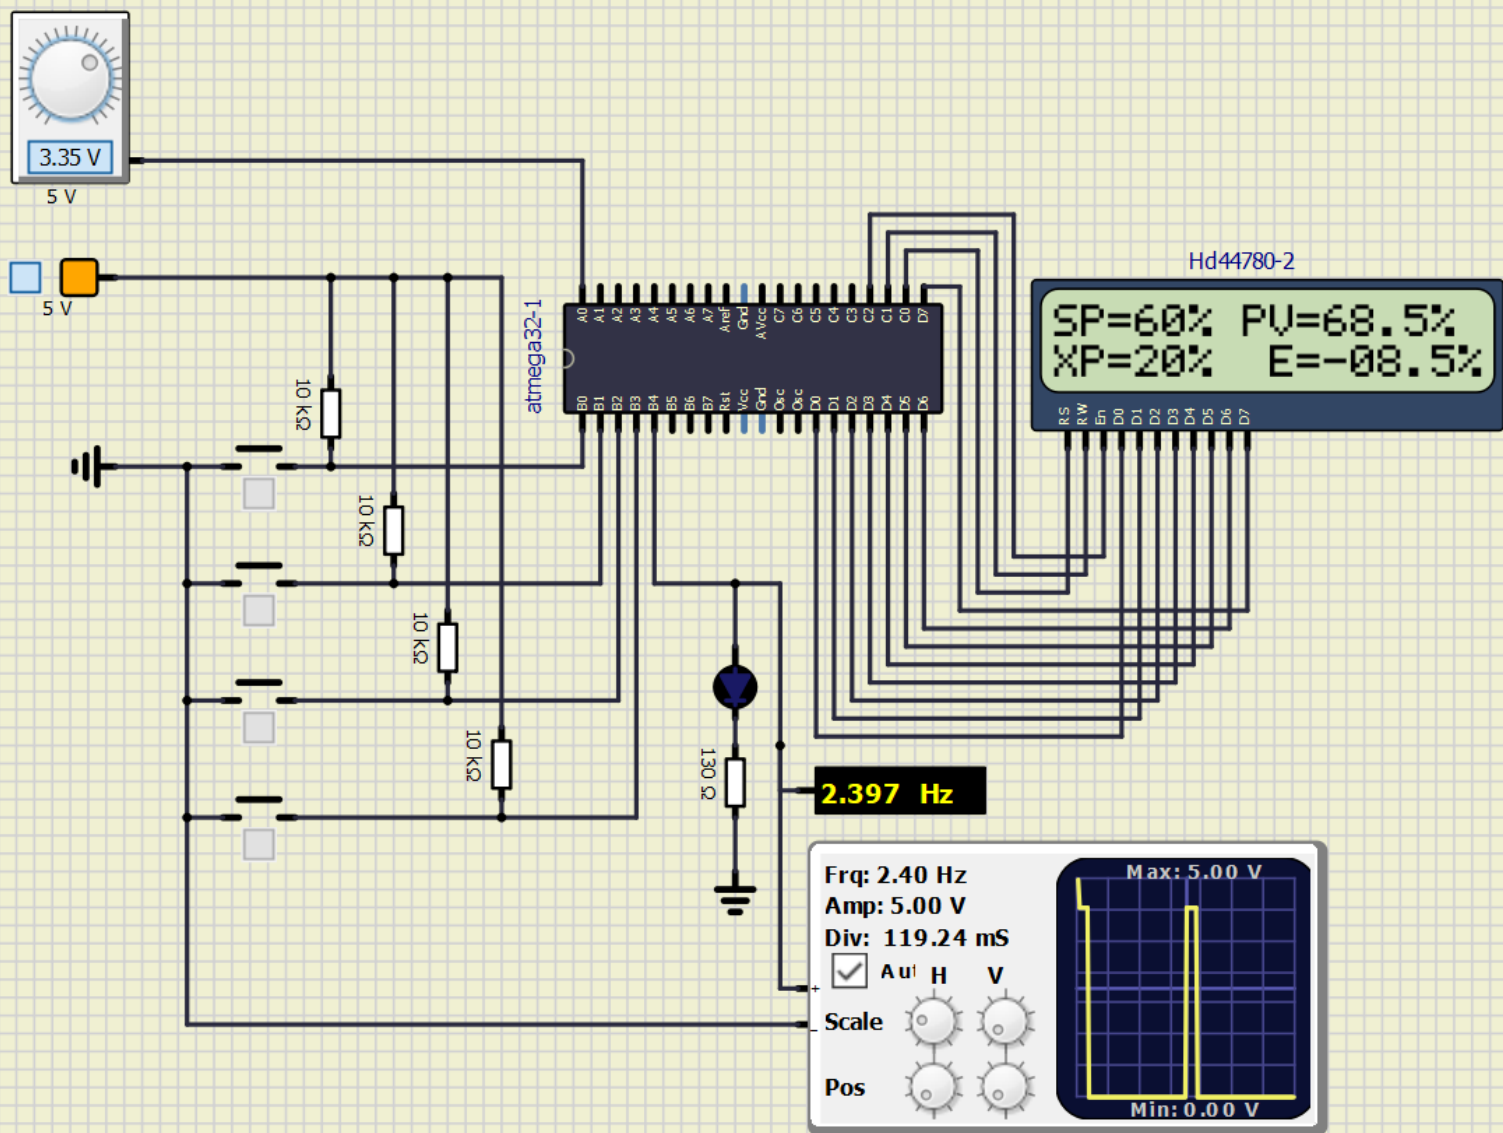 3.35 V
5 V
5 V
10 kΩ
10 kΩ
10 kΩ
10 kΩ
atmega32-1
A0 A1 A2 A3 A4 A5 A6 A7 Aref Gnd AVcc C7 C6 C5 C4 C3 C2 C1 C0 D7
B0 B1 B2 B3 B4 B5 B6 B7 Rst Vcc Gnd Osc Osc D0 D1 D2 D3 D4 D5 D6
Hd44780-2
SP=60% PV=68.5%
XP=20% E=-08.5%
RS RW En D0 D1 D2 D3 D4 D5 D6 D7
130 Ω
2.397 Hz
Frq: 2.40 Hz
Amp: 5.00 V
Div: 119.24 mS
Aut H V
+
Scale
-
Pos
Max: 5.00 V
Min: 0.00 V